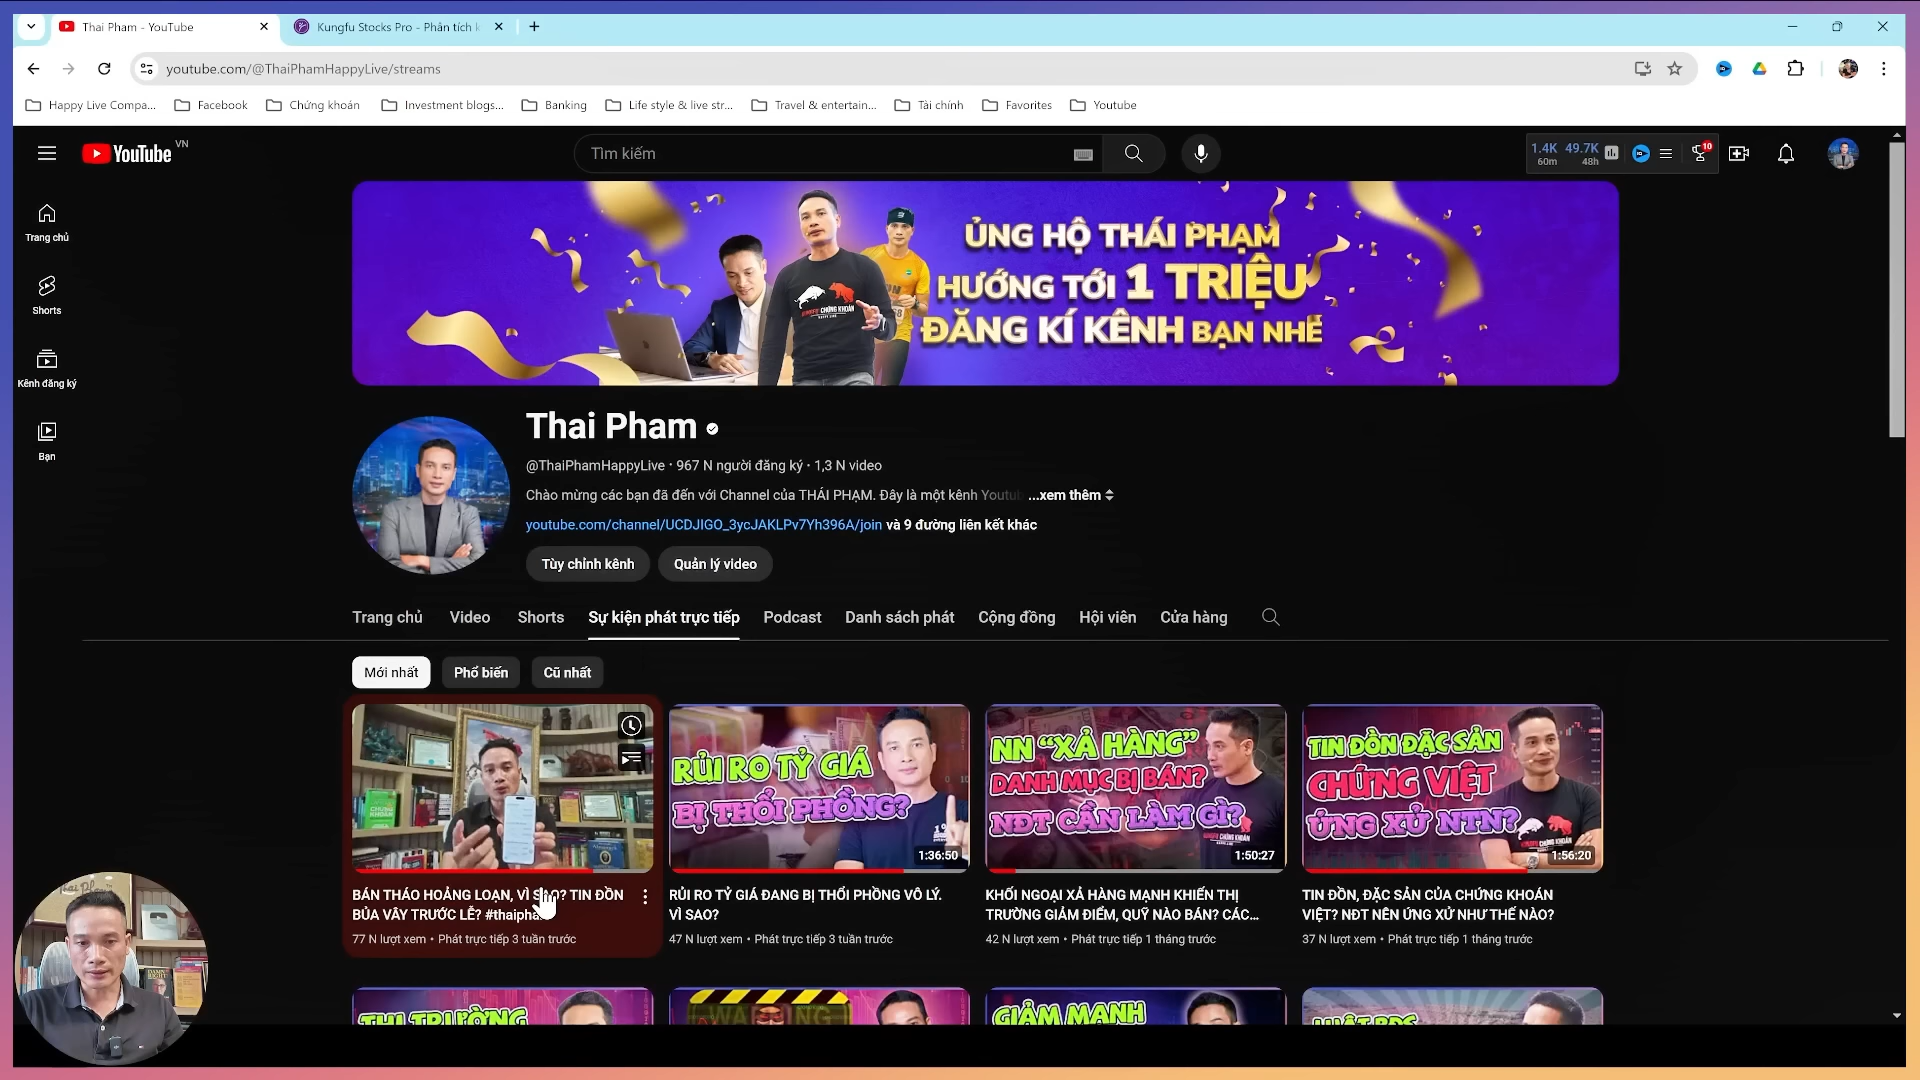 Thai Pham - YouTube
Kungfu Stocks Pro - Phân tích k
youtube.com/@ThaiPhamHappyLive/streams
Happy Live Compa...
Facebook
Chứng khoán
Investment blogs...
Banking
Life style & live str...
Travel & entertain...
Tài chính
Favorites
Youtube
YouTube VN
Tìm kiếm
1.4K 49.7K
60m 48h
10
Trang chủ
Shorts
Kênh đăng ký
Bạn
ỦNG HỘ THÁI PHẠM
HƯỚNG TỚI 1 TRIỆU
ĐĂNG KÍ KÊNH BẠN NHÉ
KUNGFU CHỨNG KHOÁN
Thai Pham
@ThaiPhamHappyLive • 967 N người đăng ký • 1,3 N video
Chào mừng các bạn đã đến với Channel của THÁI PHẠM. Đây là một kênh Youtub ...xem thêm
youtube.com/channel/UCDJIGO_3ycJAKLPv7Yh396A/join và 9 đường liên kết khác
Tùy chỉnh kênh
Quản lý video
Trang chủ
Video
Shorts
Sự kiện phát trực tiếp
Podcast
Danh sách phát
Cộng đồng
Hội viên
Cửa hàng
Mới nhất
Phổ biến
Cũ nhất
RỦI RO TỶ GIÁ
BỊ THỔI PHỒNG?
1:36:50
NN “XẢ HÀNG”
DANH MỤC BỊ BÁN?
NĐT CẦN LÀM GÌ?
1:50:27
TIN ĐỒN ĐẶC SẢN
CHỨNG VIỆT
ỨNG XỬ NTN?
1:56:20
BÁN THÁO HOẢNG LOẠN, VÌ SAO? TIN ĐỒN
BỦA VÂY TRƯỚC LỄ?
77 N lượt xem • Phát trực tiếp 3 tuần trước
RỦI RO TỶ GIÁ ĐANG BỊ THỔI PHỒNG VÔ LÝ.
VÌ SAO?
47 N lượt xem • Phát trực tiếp 3 tuần trước
KHỐI NGOẠI XẢ HÀNG MẠNH KHIẾN THỊ
TRƯỜNG GIẢM ĐIỂM, QUỸ NÀO BÁN? CÁC...
42 N lượt xem • Phát trực tiếp 1 tháng trước
TIN ĐỒN, ĐẶC SẢN CỦA CHỨNG KHOÁN
VIỆT? NĐT NÊN ỨNG XỬ NHƯ THẾ NÀO?
37 N lượt xem • Phát trực tiếp 1 tháng trước
THỊ TRƯỜNG
GIẢM MẠNH